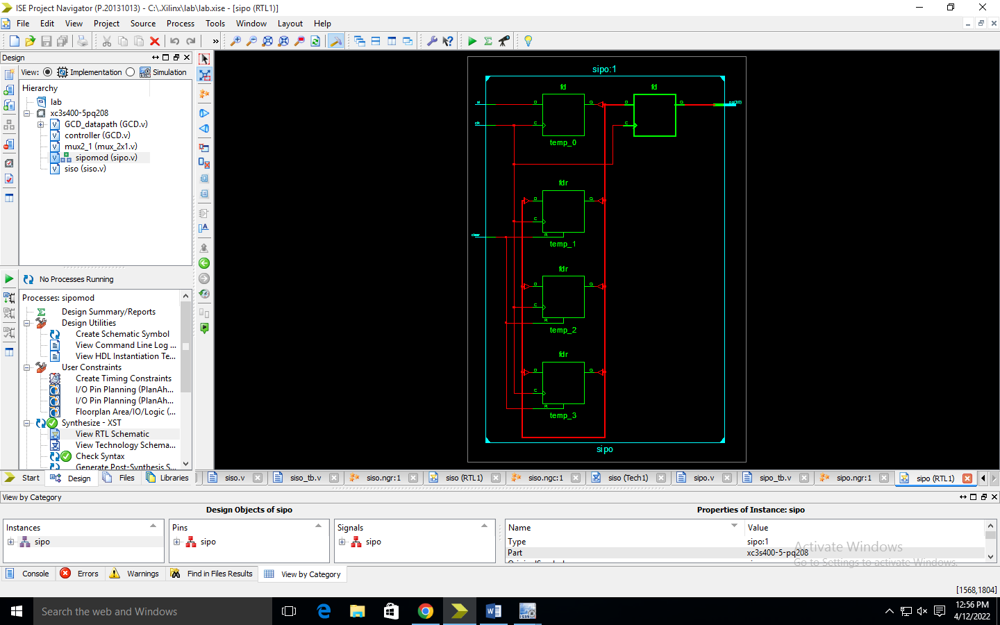 ISE Project Navigator (P.20131013) - C:\.Xilinx\lab\lab.xise - [sipo (RTL1)]
File Edit View Project Source Process Tools Window Layout Help
Design
View: Implementation Simulation
Hierarchy
lab
xc3s400-5pq208
GCD_datapath (GCD.v)
controller (GCD.v)
mux2_1 (mux_2x1.v)
sipomod (sipo.v)
siso (siso.v)
No Processes Running
Processes: sipomod
Design Summary/Reports
Design Utilities
Create Schematic Symbol
View Command Line Log ...
View HDL Instantiation Te...
User Constraints
Create Timing Constraints
I/O Pin Planning (PlanAh...
I/O Pin Planning (PlanAh...
Floorplan Area/IO/Logic (...
Synthesize - XST
View RTL Schematic
View Technology Schema...
Check Syntax
Generate Post-Synthesis S...
Start Design Files Libraries
sipo:1
fd fd
D Q D Q
clk C C
temp_0
fdr
D Q
C
clear
R
temp_1
fdr
D Q
C
R
temp_2
fdr
D Q
C
R
temp_3
sipo
siso.v siso_tb.v siso.ngr:1 siso (RTL1) siso.ngc:1 siso (Tech1) sipo.v sipo_tb.v sipo.ngr:1 sipo (RTL1)
View by Category
Design Objects of sipo Properties of Instance: sipo
Instances Pins Signals Name Value
sipo sipo sipo Type sipo:1
Part xc3s400-5-pq208
Activate Windows
Go to Settings to activate Windows.
Console Errors Warnings Find in Files Results View by Category
[1568,1804]
Search the web and Windows
12:56 PM
4/12/2022